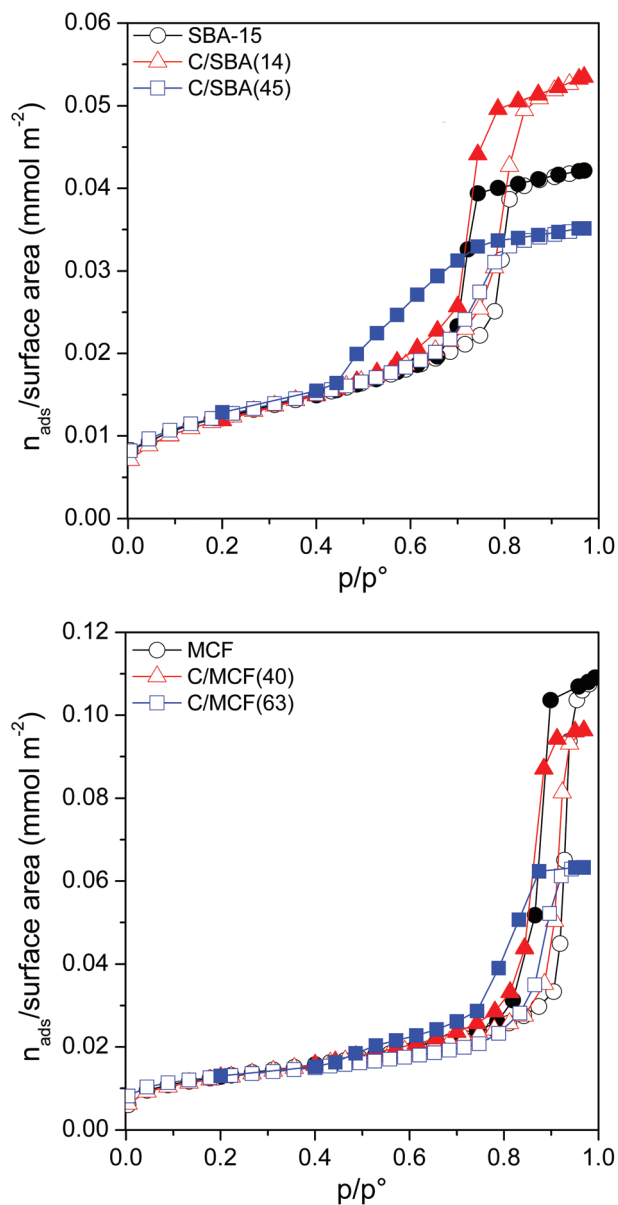 0.06
0.05
0.04
0.03
0.02
0.01
0.00
n_ads/surface area (mmol m⁻²)
SBA-15
C/SBA(14)
C/SBA(45)
0.0 0.2 0.4 0.6 0.8 1.0
p/p°
0.12
0.10
0.08
0.06
0.04
0.02
0.00
n_ads/surface area (mmol m⁻²)
MCF
C/MCF(40)
C/MCF(63)
0.0 0.2 0.4 0.6 0.8 1.0
p/p°